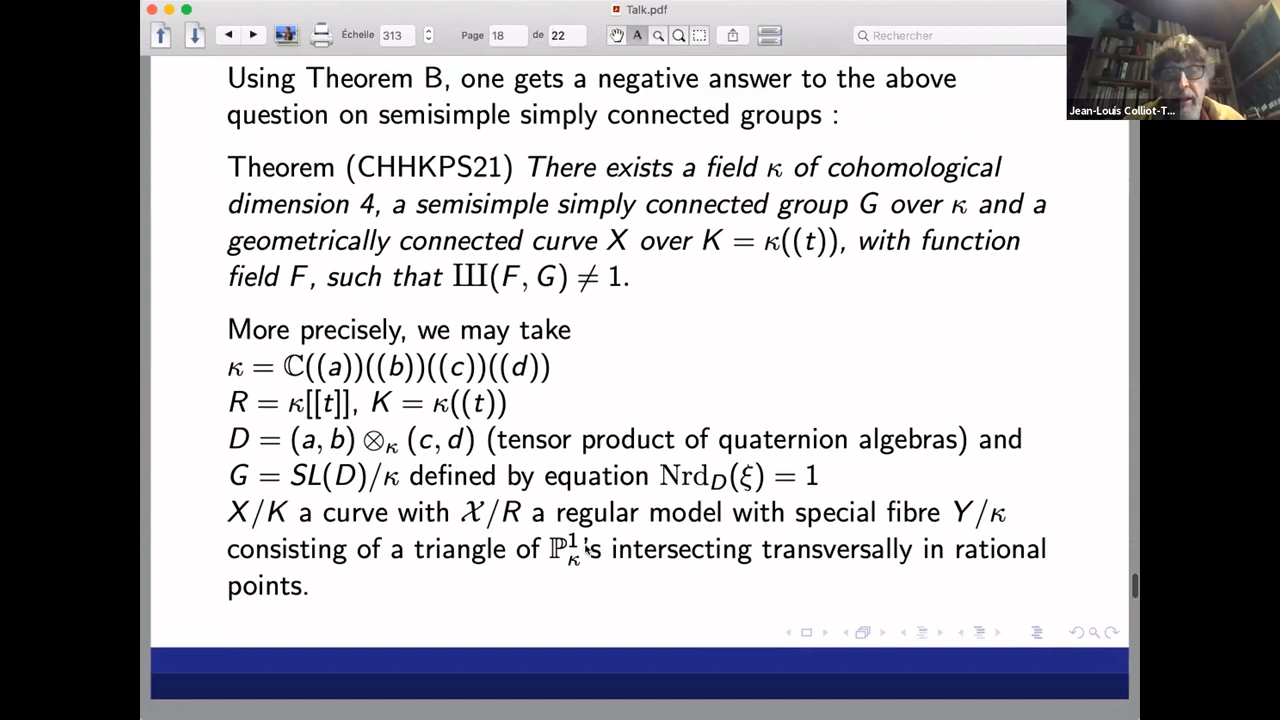 Talk.pdf
Échelle 313 Page 18 de 22 Rechercher
Jean-Louis Colliot-T...
Using Theorem B, one gets a negative answer to the above
question on semisimple simply connected groups :
Theorem (CHHKPS21) There exists a field κ of cohomological
dimension 4, a semisimple simply connected group G over κ and a
geometrically connected curve X over K = κ((t)), with function
field F, such that Ш(F, G) ≠ 1.
More precisely, we may take
κ = ℂ((a))((b))((c))((d))
R = κ[[t]], K = κ((t))
D = (a, b) ⊗κ (c, d) (tensor product of quaternion algebras) and
G = SL(D)/κ defined by equation Nrd_D(ξ) = 1
X/K a curve with 𝒳/R a regular model with special fibre Y/κ
consisting of a triangle of ℙ¹κ's intersecting transversally in rational
points.